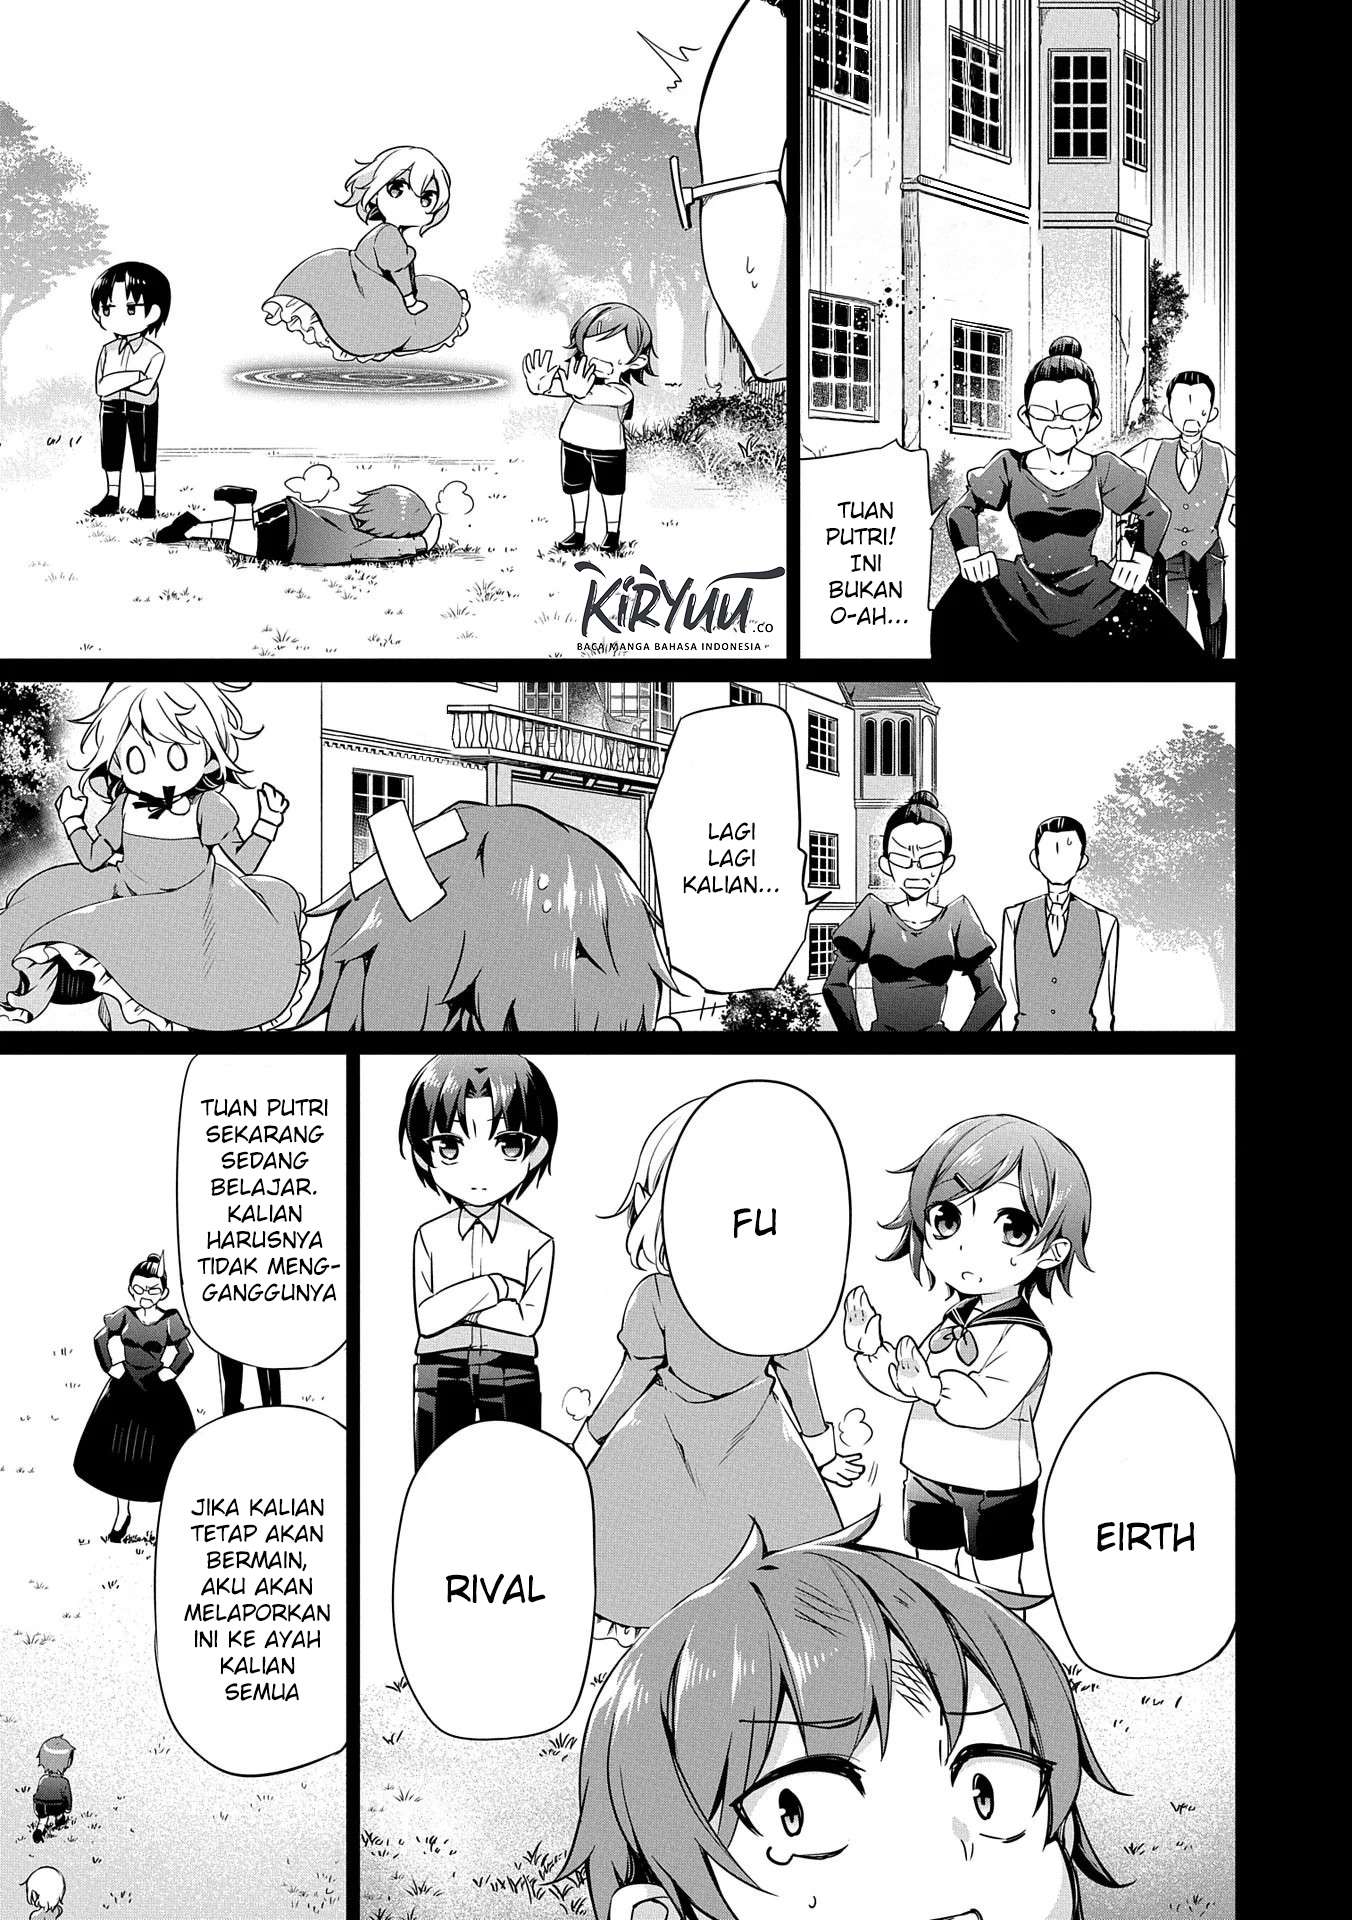 TUAN
PUTRI!
INI
BUKAN
O-AH...
KIRYUU.CO
BACA MANGA BAHASA INDONESIA
LAGI
LAGI
KALIAN...
EIRTH
FU
RIVAL
TUAN PUTRI
SEKARANG
SEDANG
BELAJAR.
KALIAN
HARUSNYA
TIDAK MENG-
GANGGUNYA
JIKA KALIAN
TETAP AKAN
BERMAIN,
AKU AKAN
MELAPORKAN
INI KE AYAH
KALIAN
SEMUA